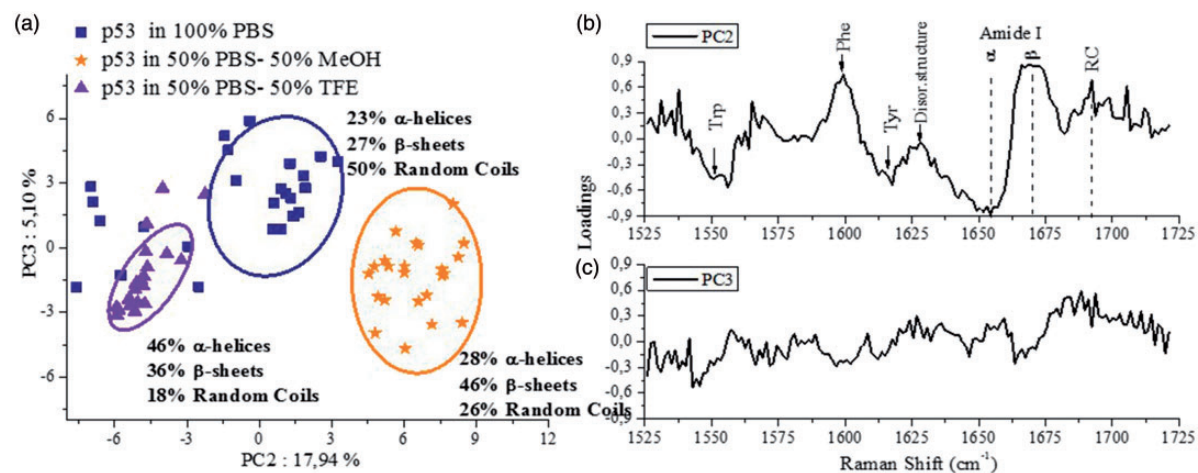 (a)
p53 in 100% PBS
p53 in 50% PBS- 50% MeOH
p53 in 50% PBS- 50% TFE
23% α-helices
27% β-sheets
50% Random Coils
46% α-helices
36% β-sheets
18% Random Coils
28% α-helices
46% β-sheets
26% Random Coils
PC3 : 5,10 %
6
3
0
-3
-6
-6 -3 0 3 6 9 12
PC2 : 17,94 %
(b)
PC2
Trp
Phe
Tyr
Disor. structure
Amide I
α
β
RC
0,9
0,6
0,3
0,0
-0,3
-0,6
-0,9
1525 1550 1575 1600 1625 1650 1675 1700 1725
Loadings
(c)
PC3
0,9
0,6
0,3
0,0
-0,3
-0,6
-0,9
1525 1550 1575 1600 1625 1650 1675 1700 1725
Raman Shift (cm⁻¹)